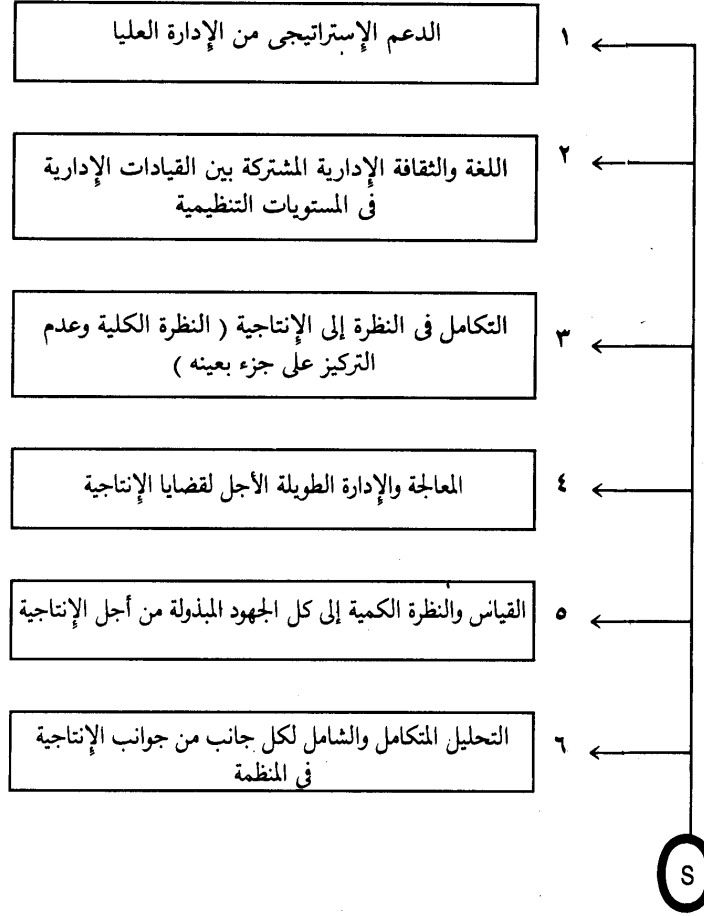 ١ الدعم الإستراتيجى من الإدارة العليا
٢ اللغة والثقافة الإدارية المشتركة بين القيادات الإدارية
فى المستويات التنظيمية
٣ التكامل فى النظرة إلى الإنتاجية ( النظرة الكلية وعدم
التركيز على جزء بعينه )
٤ المعالجة والإدارة الطويلة الأجل لقضايا الإنتاجية
٥ القياس والنظرة الكمية إلى كل الجهود المبذولة من أجل الإنتاجية
٦ التحليل المتكامل والشامل لكل جانب من جوانب الإنتاجية
فى المنظمة
S